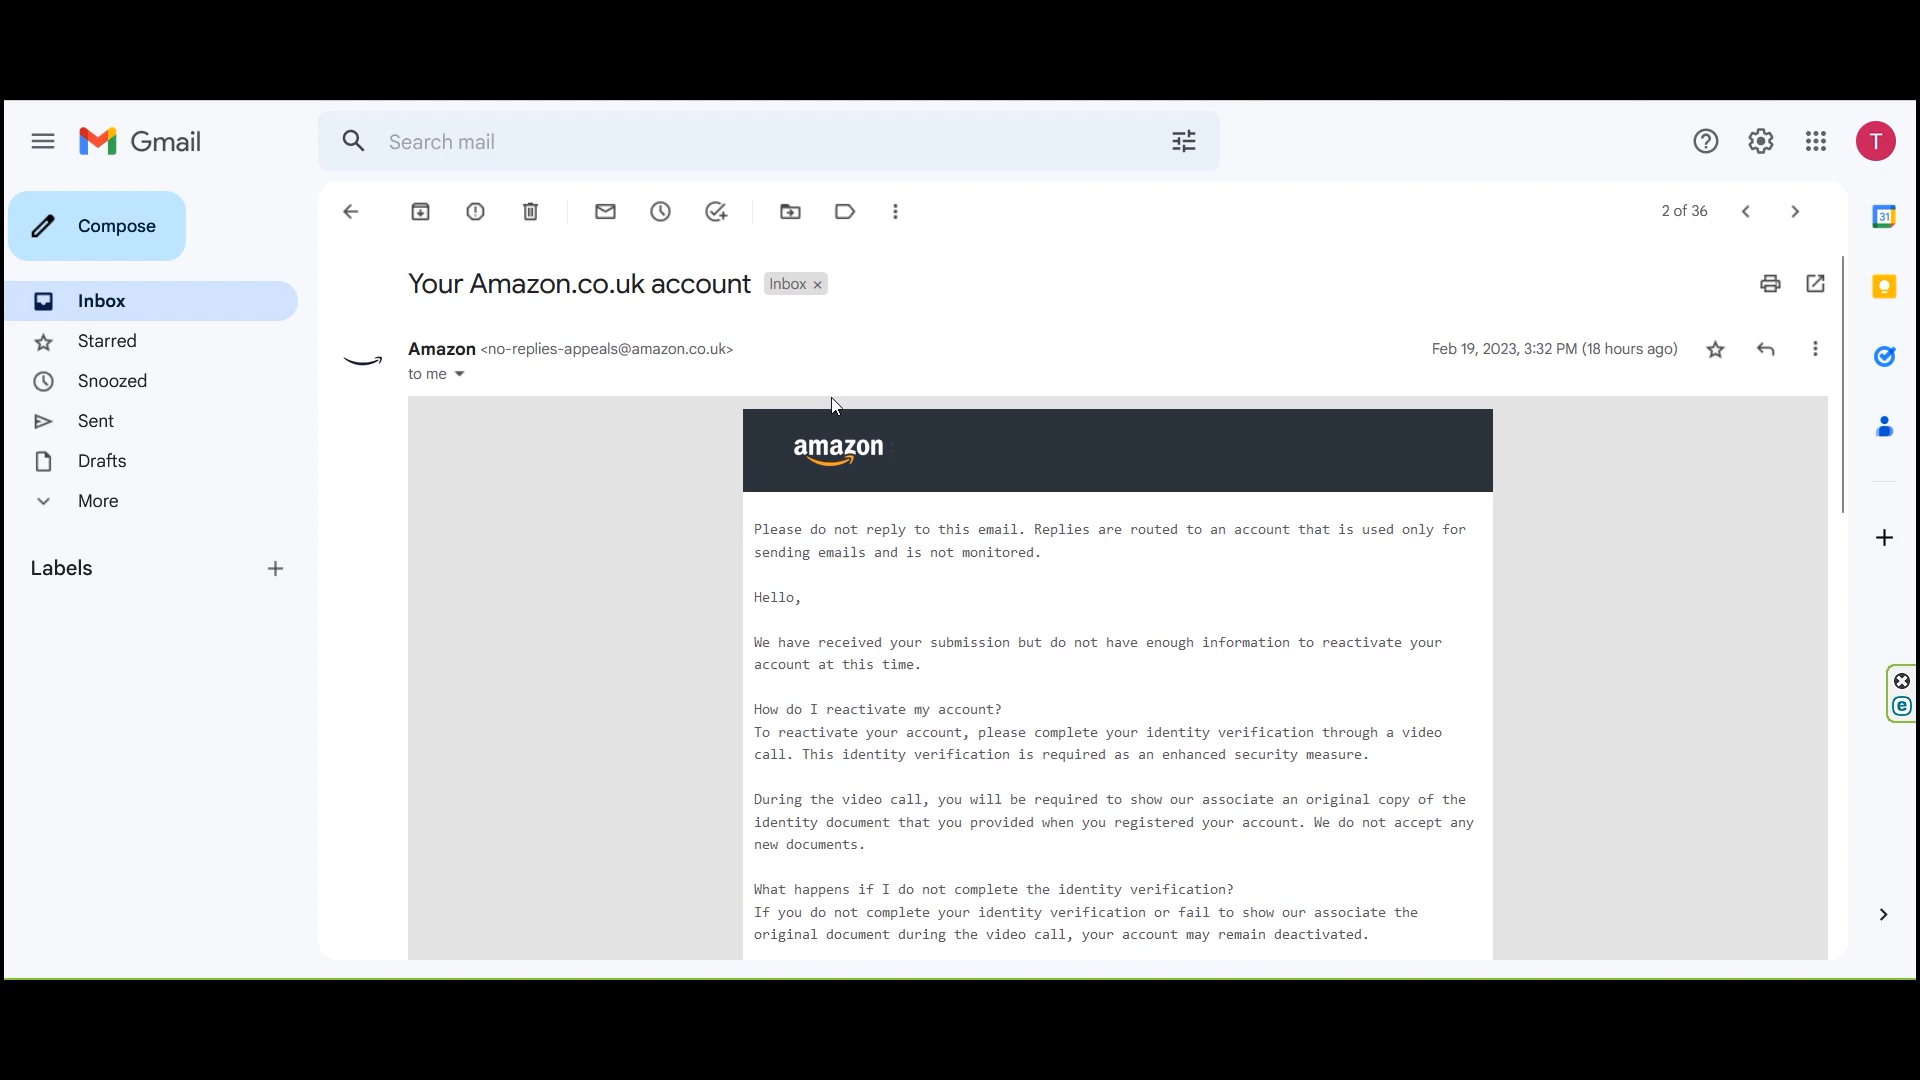 Gmail
Search mail
T
Compose
2 of 36
31
Your Amazon.co.uk account Inbox ×
Inbox
Starred
Amazon <no-replies-appeals@amazon.co.uk>
Feb 19, 2023, 3:32 PM (18 hours ago)
to me
Snoozed
Sent
Drafts
More
Labels
amazon
Please do not reply to this email. Replies are routed to an account that is used only for
sending emails and is not monitored.
Hello,
We have received your submission but do not have enough information to reactivate your
account at this time.
How do I reactivate my account?
To reactivate your account, please complete your identity verification through a video
call. This identity verification is required as an enhanced security measure.
During the video call, you will be required to show our associate an original copy of the
identity document that you provided when you registered your account. We do not accept any
new documents.
What happens if I do not complete the identity verification?
If you do not complete your identity verification or fail to show our associate the
original document during the video call, your account may remain deactivated.